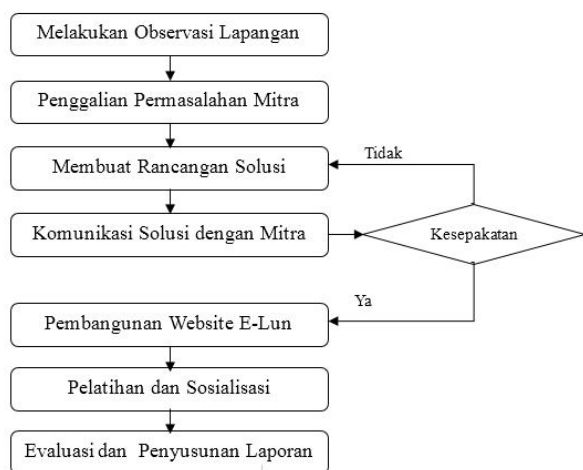 Melakukan Observasi Lapangan
Penggalian Permasalahan Mitra
Tidak
Membuat Rancangan Solusi
Komunikasi Solusi dengan Mitra
Kesepakatan
Ya
Pembangunan Website E-Lun
Pelatihan dan Sosialisasi
Evaluasi dan Penyusunan Laporan